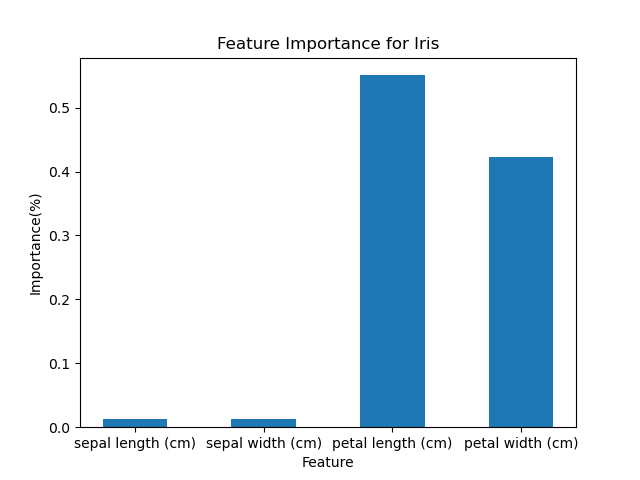 Feature Importance for Iris
Importance(%)
0.5
0.4
0.3
0.2
0.1
0.0
sepal length (cm) sepal width (cm) petal length (cm) petal width (cm)
Feature